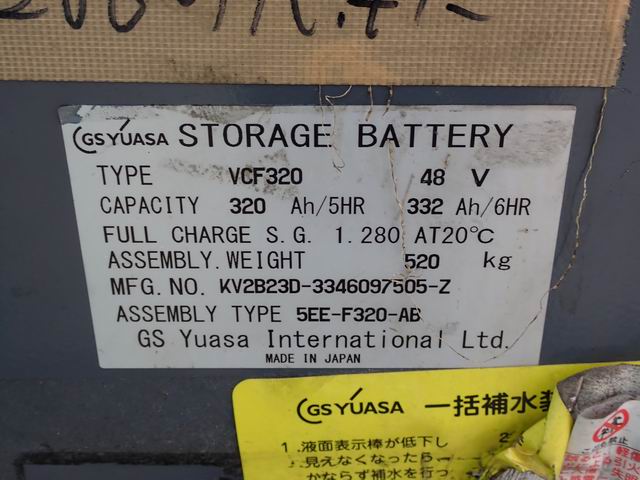 GS YUASA STORAGE BATTERY
TYPE VCF320 48 V
CAPACITY 320 Ah/5HR 332 Ah/6HR
FULL CHARGE S.G. 1.280 AT20℃
ASSEMBLY.WEIGHT 520 kg
MFG.NO. KV2B23D-3346097505-Z
ASSEMBLY TYPE 5EE-F320-AB
GS Yuasa International Ltd.
MADE IN JAPAN
GS YUASA 一括補水装
1.液面表示棒が低下し
見えなくなったら
かならず補水を行っ